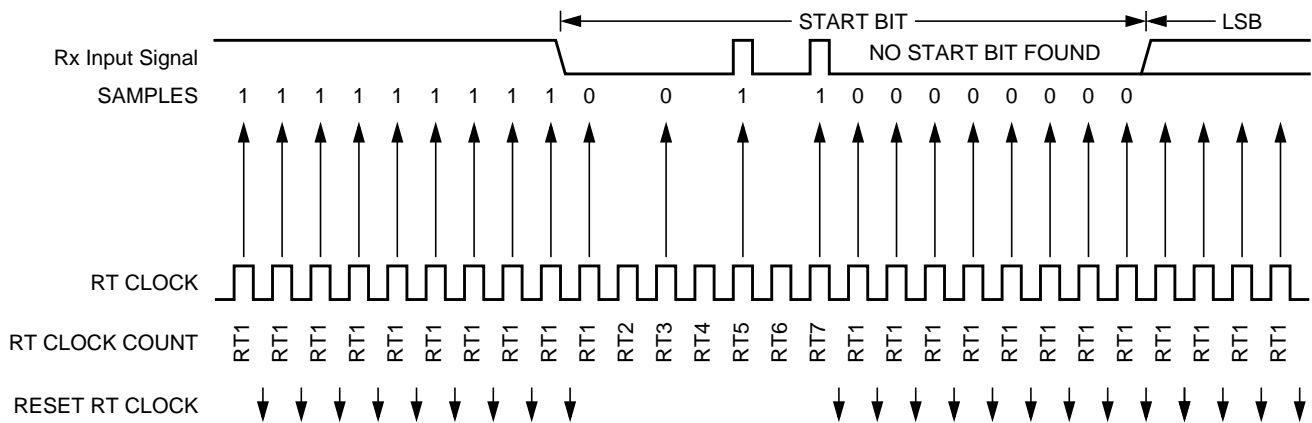 START BIT
LSB
Rx Input Signal
NO START BIT FOUND
SAMPLES 1 1 1 1 1 1 1 1 1 0 0 1 1 0 0 0 0 0 0 0 0
RT CLOCK
RT CLOCK COUNT RT1 RT1 RT1 RT1 RT1 RT1 RT1 RT1 RT1 RT1 RT2 RT3 RT4 RT5 RT6 RT7 RT1 RT1 RT1 RT1 RT1 RT1 RT1 RT1 RT1 RT1 RT1 RT1
RESET RT CLOCK